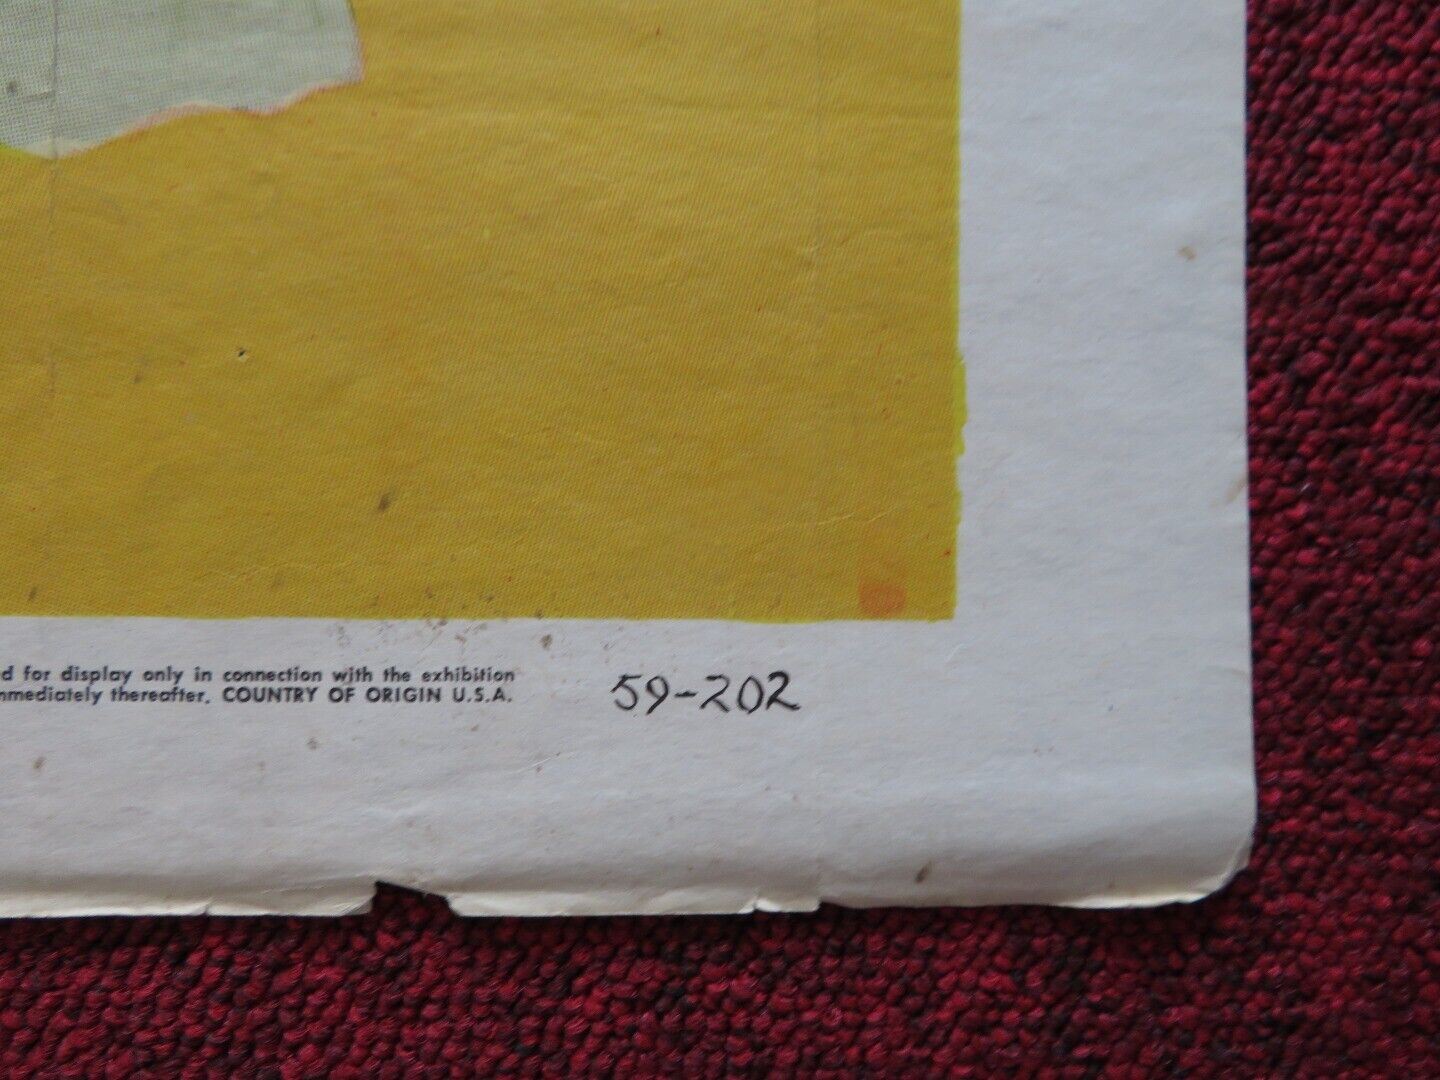 d for display only in connection with the exhibition
mmediately thereafter. COUNTRY OF ORIGIN U.S.A.
59-202